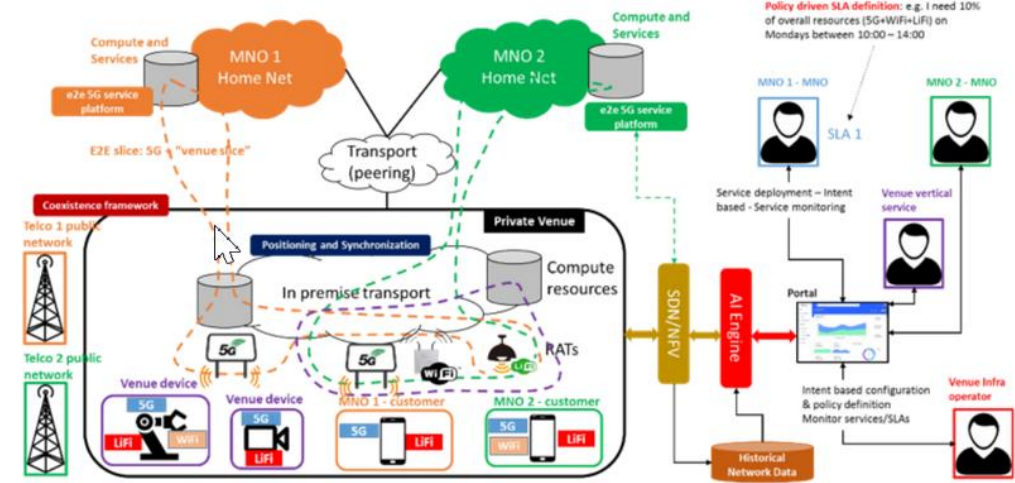 Policy driven SLA definition: e.g. I need 10%
of overall resources (5G+WiFi+LiFi) on
Mondays between 10:00 – 14:00
Compute and
Services
MNO 1
Home Net
e2e 5G service
platform
MNO 2
Home Net
Compute and
Services
e2e 5G service
platform
E2E slice: 5G + "venue slice"
Transport
(peering)
MNO 1 - MNO
SLA 1
MNO 2 - MNO
Service deployment – Intent
based - Service monitoring
Venue vertical
service
Coexistence framework
Private Venue
Telco 1 public
network
Positioning and Synchronization
In premise transport
Compute
resources
5G
5G
WiFi
LiFi
RATs
SDN/NFV
AI Engine
Portal
Telco 2 public
network
Venue device
5G
LiFi
WiFi
Venue device
5G
LiFi
MNO 1 - customer
5G
LiFi
MNO 2 - customer
5G
WiFi
LiFi
Intent based configuration
& policy definition
Monitor services/SLAs
Venue Infra
operator
Historical
Network Data